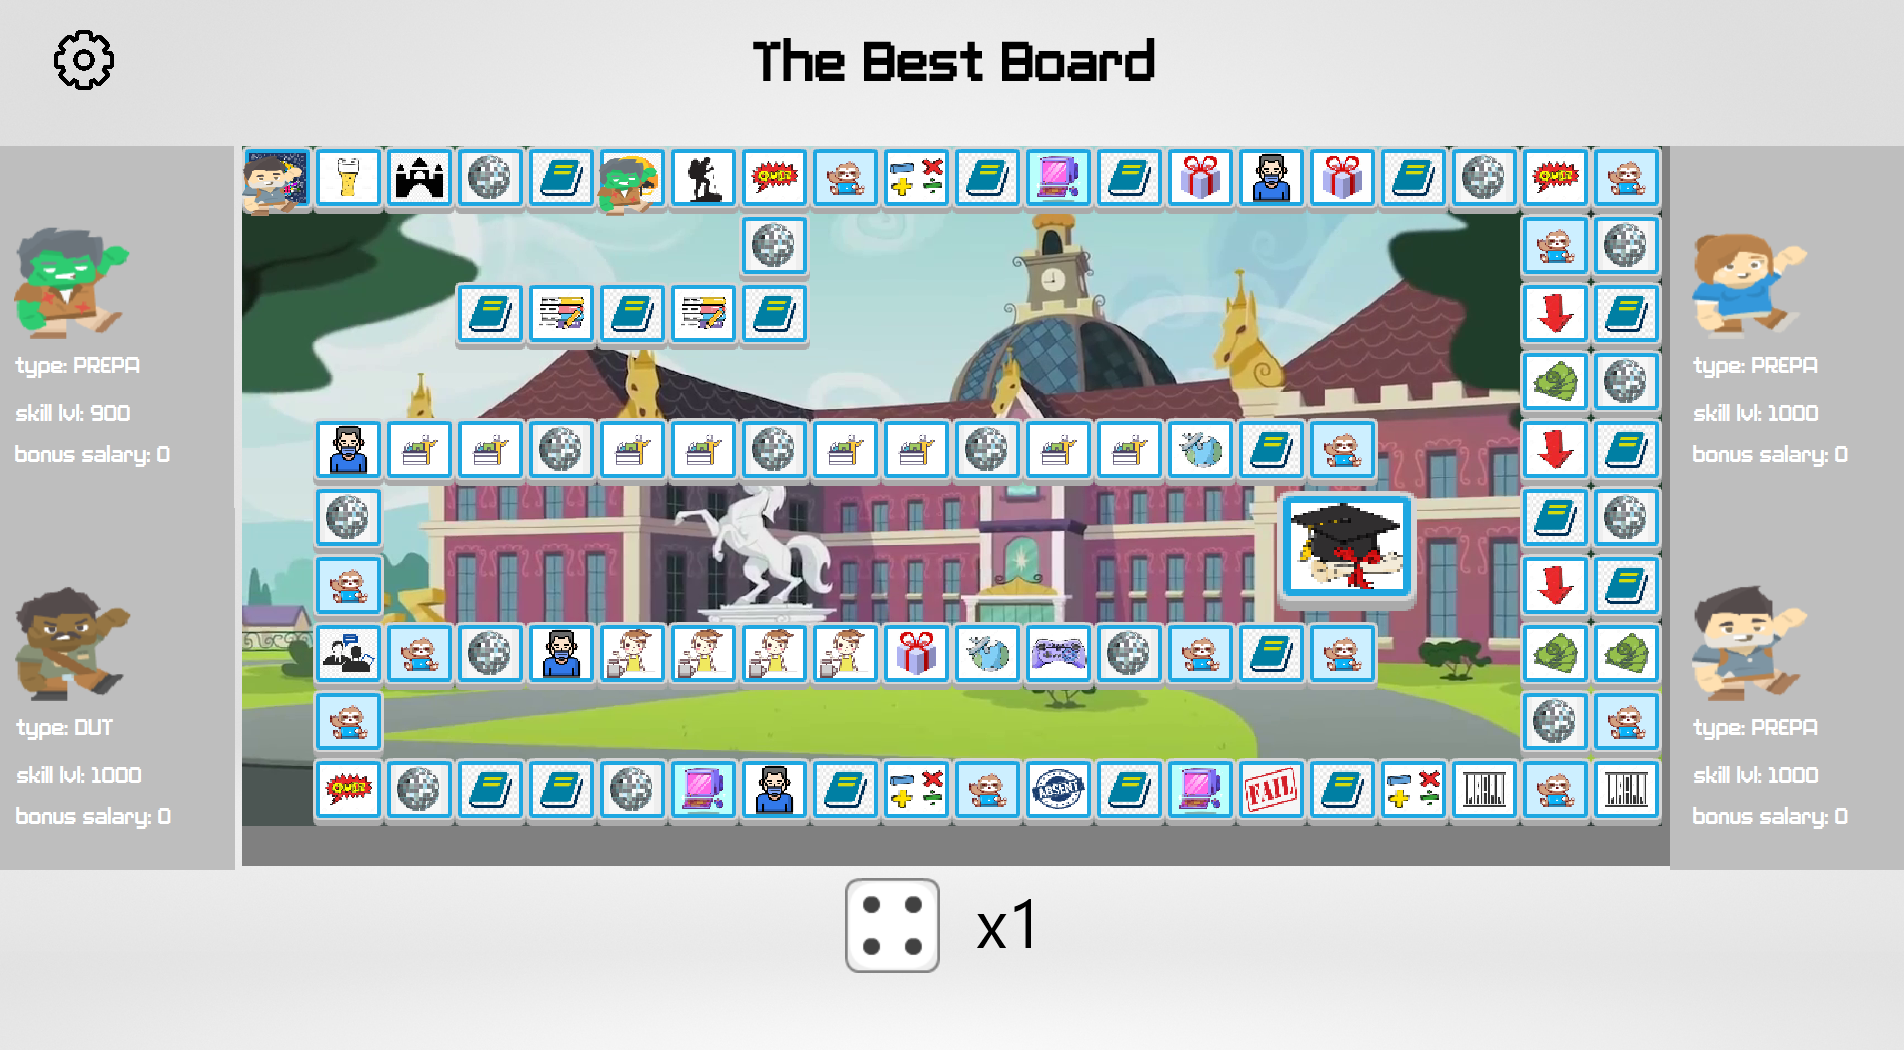 The Best Board
QUIZ
QUIZ
type: PREPA
skill lvl: 900
bonus salary: 0
type: PREPA
skill lvl: 1000
bonus salary: 0
type: DUT
skill lvl: 1000
bonus salary: 0
type: PREPA
skill lvl: 1000
bonus salary: 0
QUIZ
ABSENT
FAIL
x1